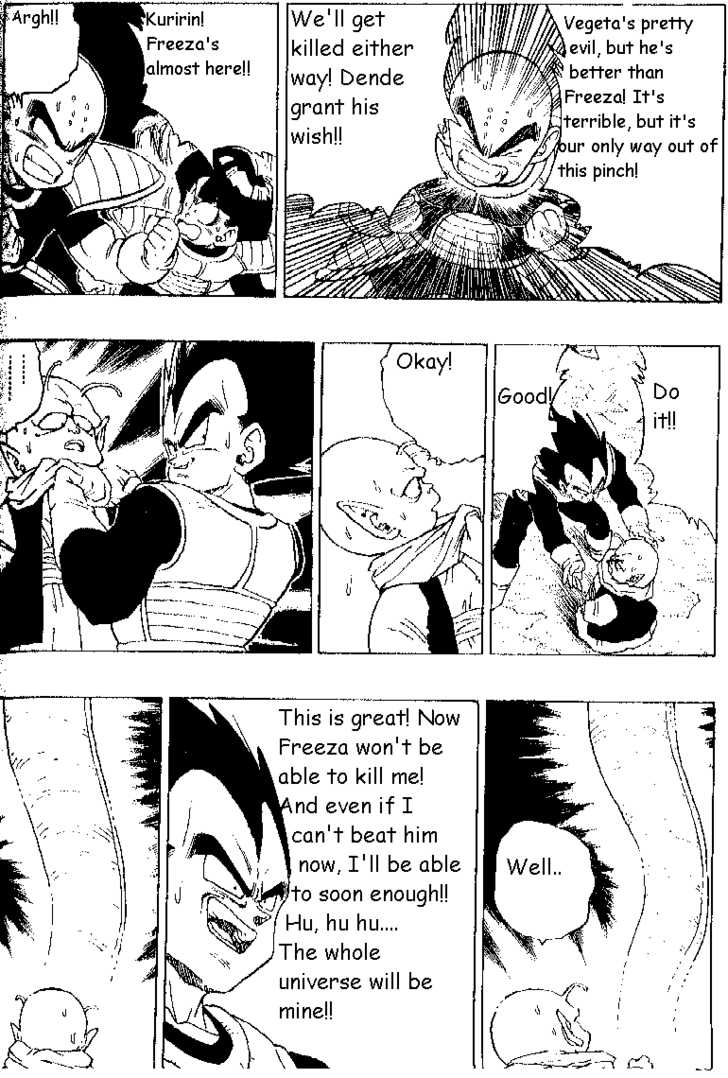 Argh!!
Kuririn!
Freeza's
almost here!!
We'll get
killed either
way! Dende
grant his
wish!!
Vegeta's pretty
evil, but he's
better than
Freeza! It's
terrible, but it's
our only way out of
this pinch!
Okay!
Good!
Do
it!!
This is great! Now
Freeza won't be
able to kill me!
And even if I
can't beat him
now, I'll be able
to soon enough!!
Hu, hu hu....
The whole
universe will be
mine!!
Well..